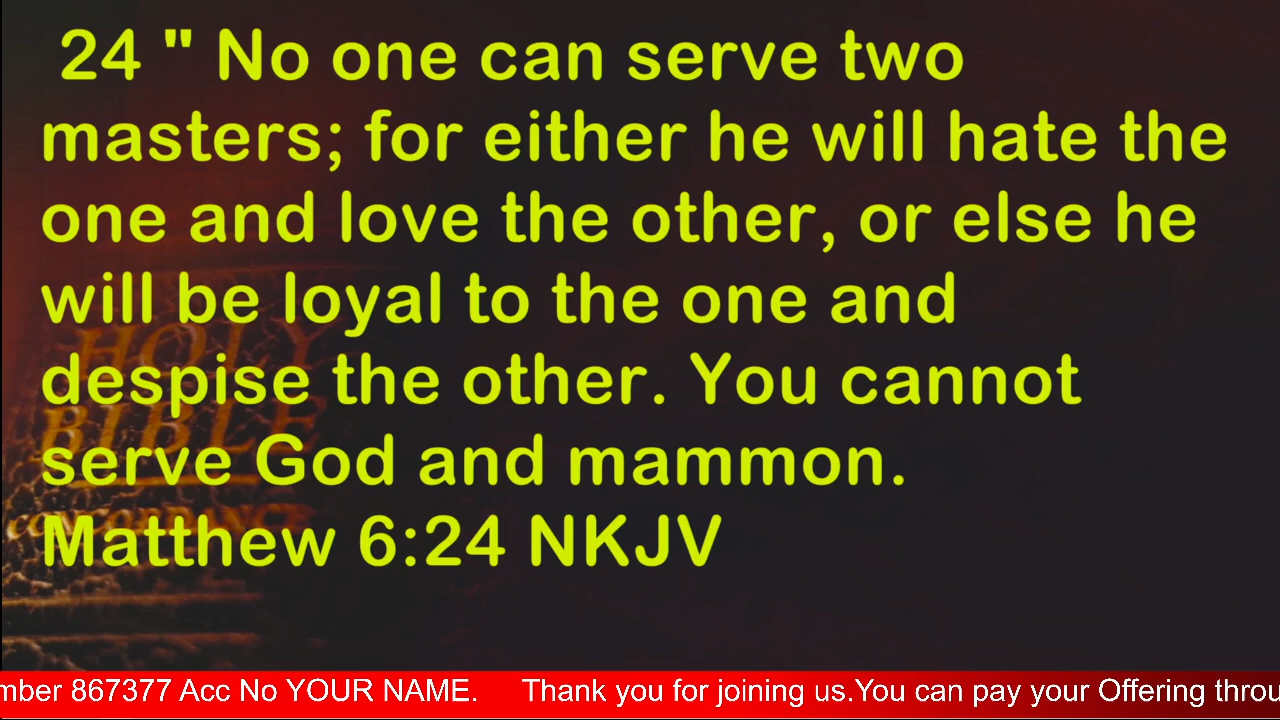 24 " No one can serve two
masters; for either he will hate the
one and love the other, or else he
will be loyal to the one and
despise the other. You cannot
serve God and mammon.
Matthew 6:24 NKJV
HOLY
BIBLE
CONCORDANCE
mber 867377 Acc No YOUR NAME. Thank you for joining us.You can pay your Offering throu